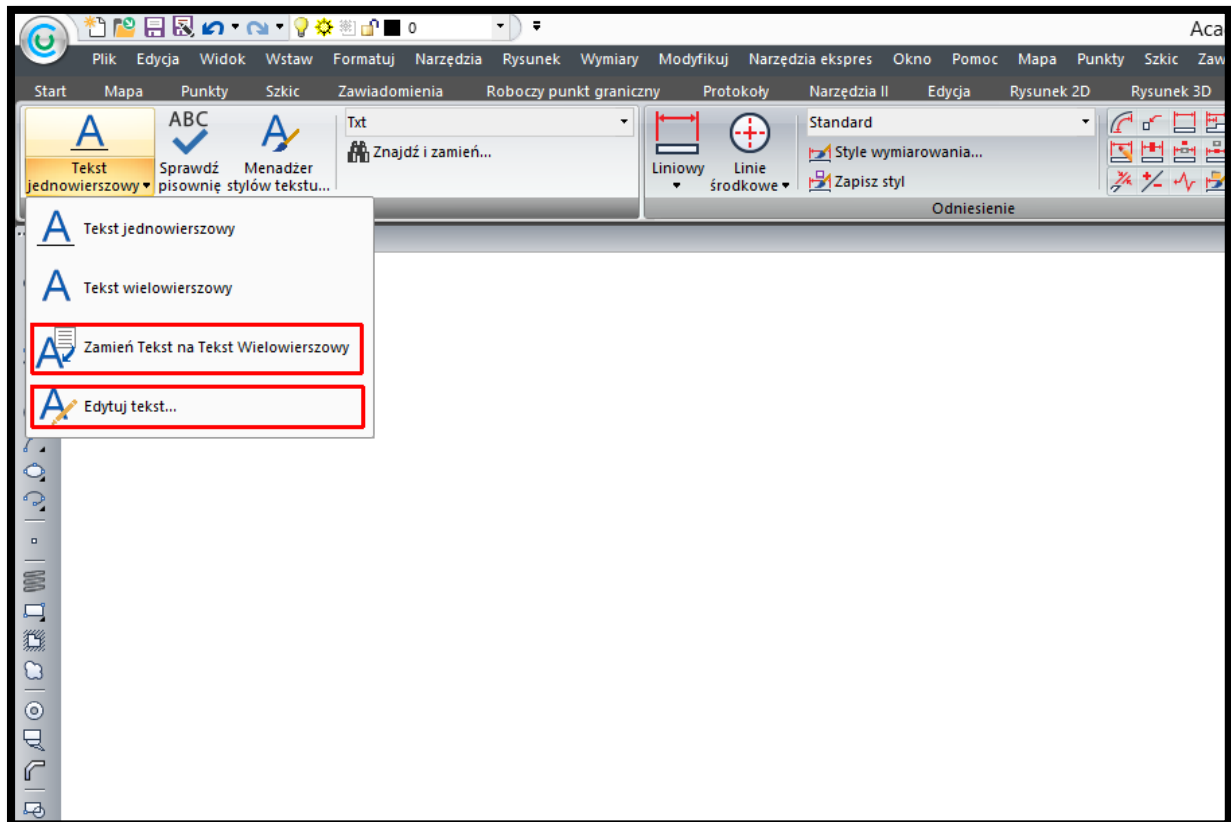 0
Aca
Plik Edycja Widok Wstaw Formatuj Narzędzia Rysunek Wymiary Modyfikuj Narzędzia ekspres Okno Pomoc Mapa Punkty Szkic Zaw
Start Mapa Punkty Szkic Zawiadomienia Roboczy punkt graniczny Protokoły Narzędzia II Edycja Rysunek 2D Rysunek 3D
Tekst
jednowierszowy
ABC
Sprawdź
pisownię
Menadżer
stylów tekstu...
Txt
Znajdź i zamień...
Liniowy
Linie
środkowe
Standard
Style wymiarowania...
Zapisz styl
Odniesienie
Tekst jednowierszowy
Tekst wielowierszowy
Zamień Tekst na Tekst Wielowierszowy
Edytuj tekst...